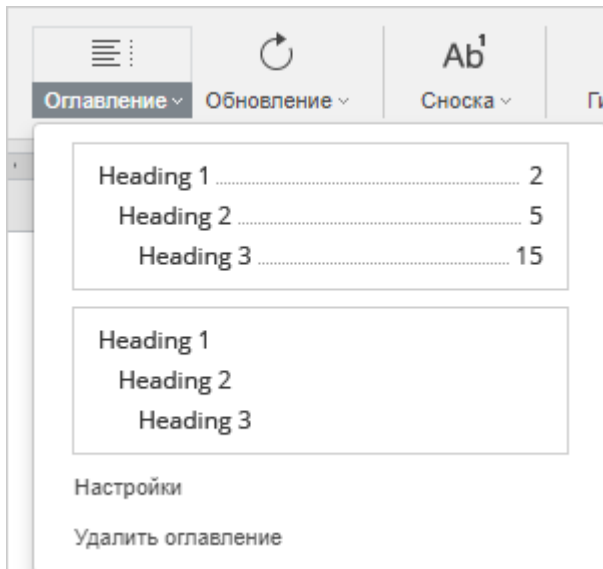 Ab¹
Оглавление Обновление Сноска
Heading 1 ........................ 2
Heading 2 ........................ 5
Heading 3 ........................ 15
Heading 1
Heading 2
Heading 3
Настройки
Удалить оглавление